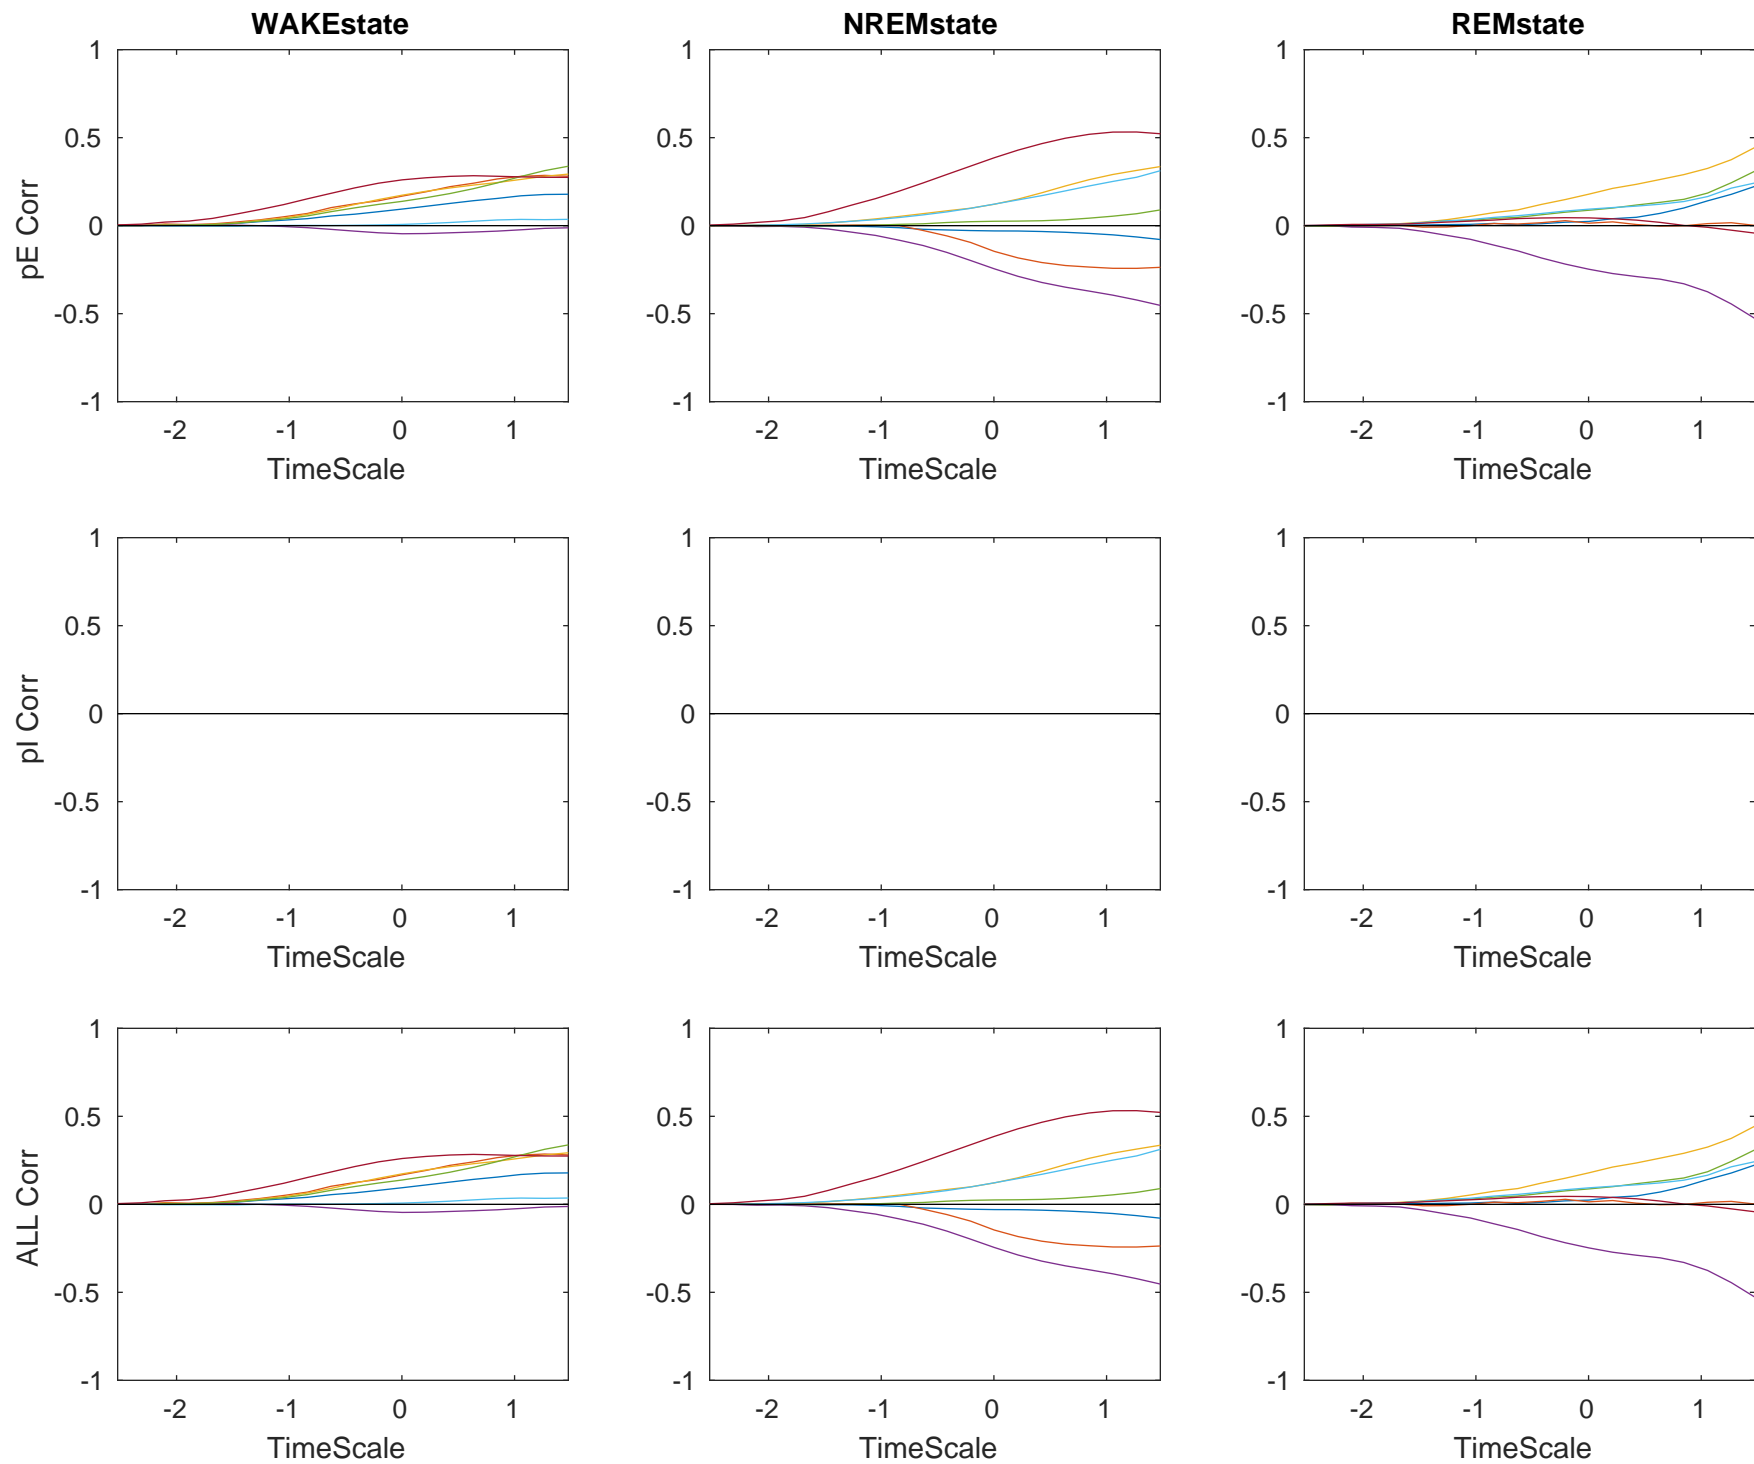 WAKEstate NREMstate REMstate
1 1 1
0.5 0.5 0.5
0 0 0
-0.5 -0.5 -0.5
-1 -1 -1
pE Corr
-2 -1 0 1 -2 -1 0 1 -2 -1 0 1
TimeScale TimeScale TimeScale
1 1 1
0.5 0.5 0.5
0 0 0
-0.5 -0.5 -0.5
-1 -1 -1
pI Corr
-2 -1 0 1 -2 -1 0 1 -2 -1 0 1
TimeScale TimeScale TimeScale
1 1 1
0.5 0.5 0.5
0 0 0
-0.5 -0.5 -0.5
-1 -1 -1
ALL Corr
-2 -1 0 1 -2 -1 0 1 -2 -1 0 1
TimeScale TimeScale TimeScale